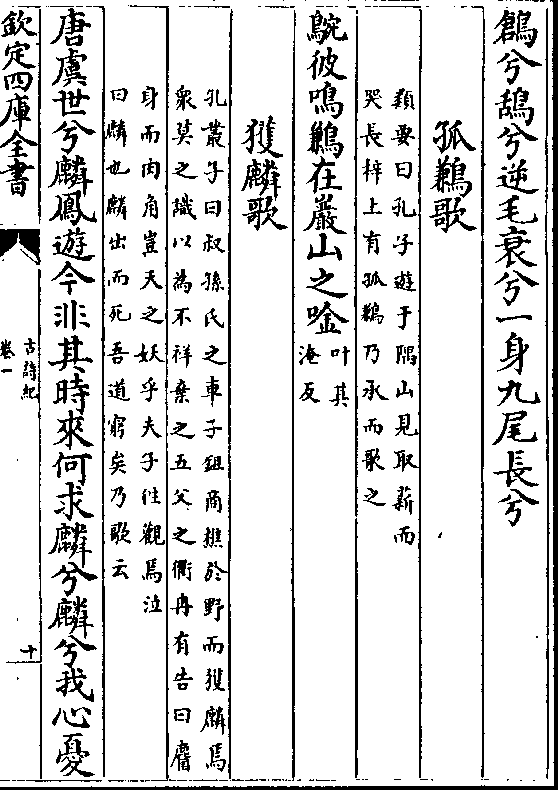 鶬兮鴰兮逆毛衰兮一身九尾長兮
孤鶵歌
類要曰孔子遊于隅山見取薪而
哭長梓上有孤鶵乃承而歌之
鴥彼鳴鶵在巖山之唫
叶其
淹反
獲麟歌
孔叢子曰叔孫氏之車子鉏商樵於野而獲麟焉
衆莫之識以為不祥棄之五父之衢冉有告曰麕
身而肉角豈天之妖乎夫子往觀焉泣
曰麟也麟出而死吾道窮矣乃歌云
唐虞世兮麟鳳遊今非其時來何求麟兮麟兮我心憂
欽定四庫全書
古詩紀
卷一
十